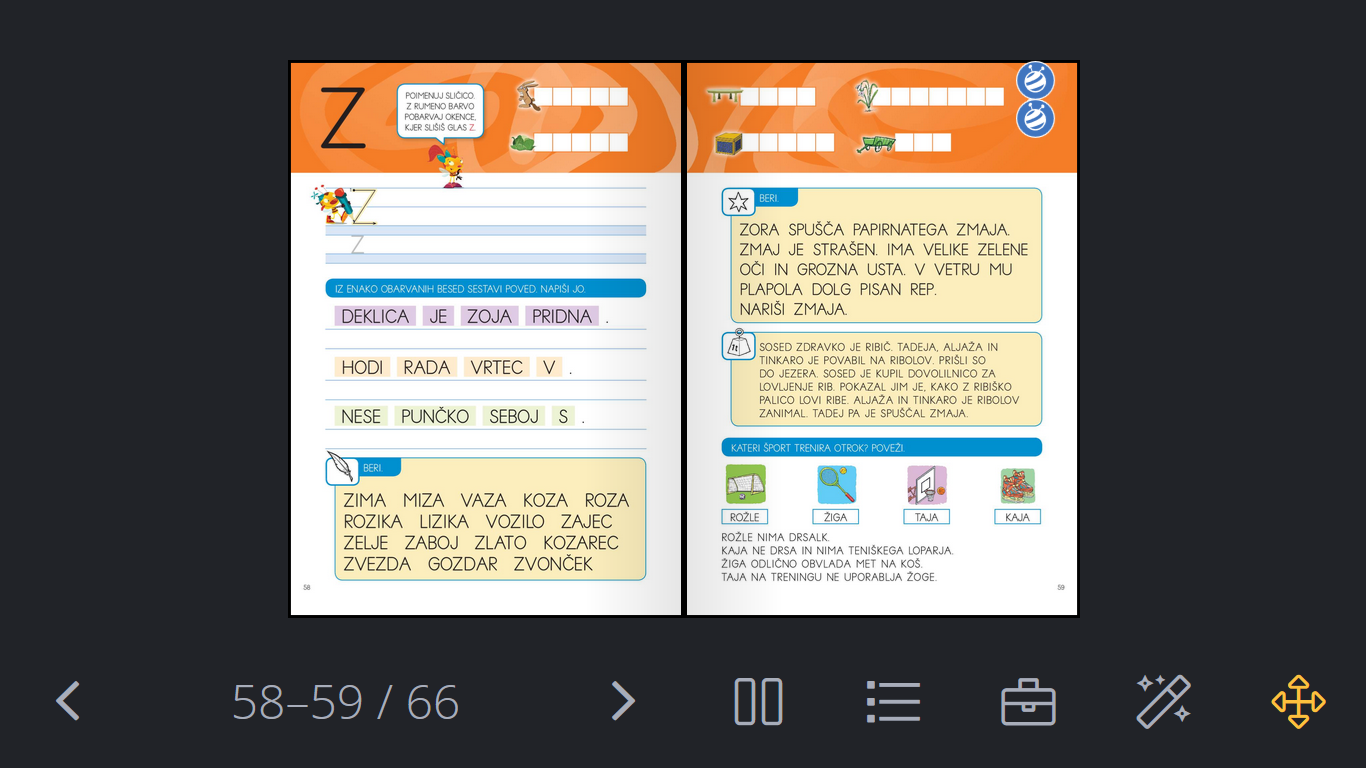 Z
POIMENUJ SLIČICO.
Z RUMENO BARVO
POBARVAJ OKENCE,
KJER SLIŠIŠ GLAS Z.
Z
Z
IZ ENAKO OBARVANIH BESED SESTAVI POVED. NAPIŠI JO.
DEKLICA JE ZOJA PRIDNA .
HODI RADA VRTEC V .
NESE PUNČKO SEBOJ S .
BERI.
ZIMA MIZA VAZA KOZA ROZA
ROZIKA LIZIKA VOZILO ZAJEC
ZELJE ZABOJ ZLATO KOZAREC
ZVEZDA GOZDAR ZVONČEK
58
BERI.
ZORA SPUŠČA PAPIRNATEGA ZMAJA.
ZMAJ JE STRAŠEN. IMA VELIKE ZELENE
OČI IN GROZNA USTA. V VETRU MU
PLAPOLA DOLG PISAN REP.
NARIŠI ZMAJA.
1t
SOSED ZDRAVKO JE RIBIČ. TADEJA, ALJAŽA IN
TINKARO JE POVABIL NA RIBOLOV. PRIŠLI SO
DO JEZERA. SOSED JE KUPIL DOVOLILNICO ZA
LOVLJENJE RIB. POKAZAL JIM JE, KAKO Z RIBIŠKO
PALICO LOVI RIBE. ALJAŽA IN TINKARO JE RIBOLOV
ZANIMAL. TADEJ PA JE SPUŠČAL ZMAJA.
KATERI ŠPORT TRENIRA OTROK? POVEŽI.
ROŽLE ŽIGA TAJA KAJA
ROŽLE NIMA DRSALK.
KAJA NE DRSA IN NIMA TENIŠKEGA LOPARJA.
ŽIGA ODLIČNO OBVLADA MET NA KOŠ.
TAJA NA TRENINGU NE UPORABLJA ŽOGE.
59
58–59 / 66